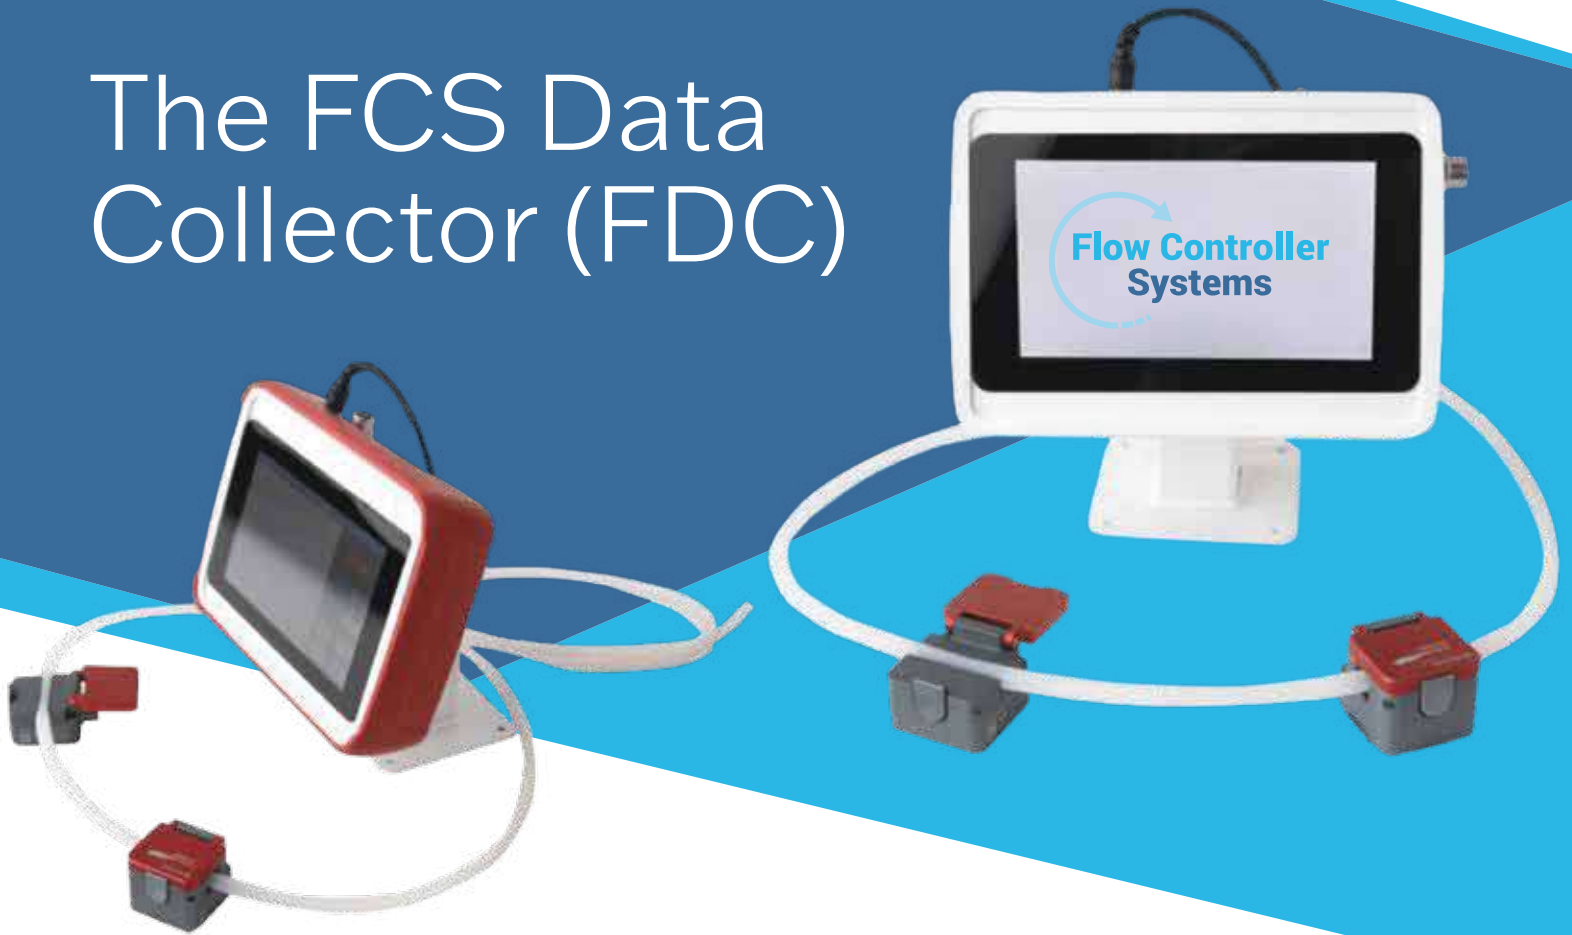 The FCS Data
Collector (FDC)
Flow Controller
Systems